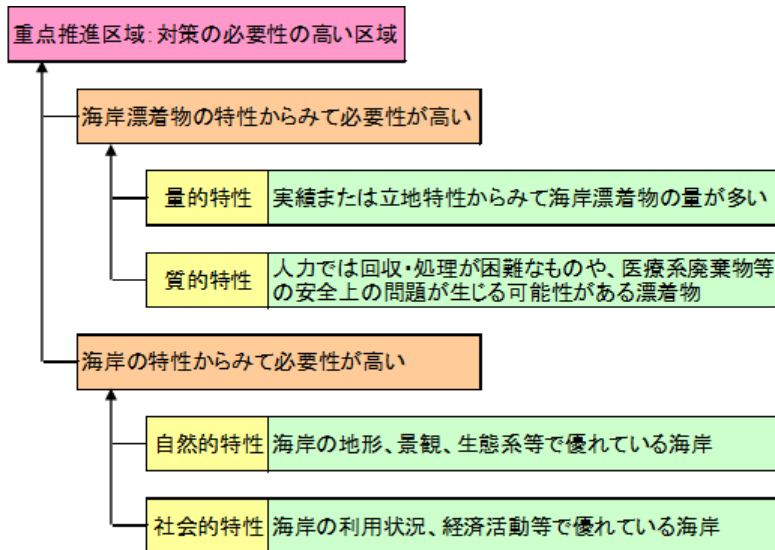 重点推進区域:対策の必要性の高い区域
海岸漂着物の特性からみて必要性が高い
量的特性 実績または立地特性からみて海岸漂着物の量が多い
質的特性 人力では回収・処理が困難なものや、医療系廃棄物等
の安全上の問題が生じる可能性がある漂着物
海岸の特性からみて必要性が高い
自然的特性 海岸の地形、景観、生態系等で優れている海岸
社会的特性 海岸の利用状況、経済活動等で優れている海岸